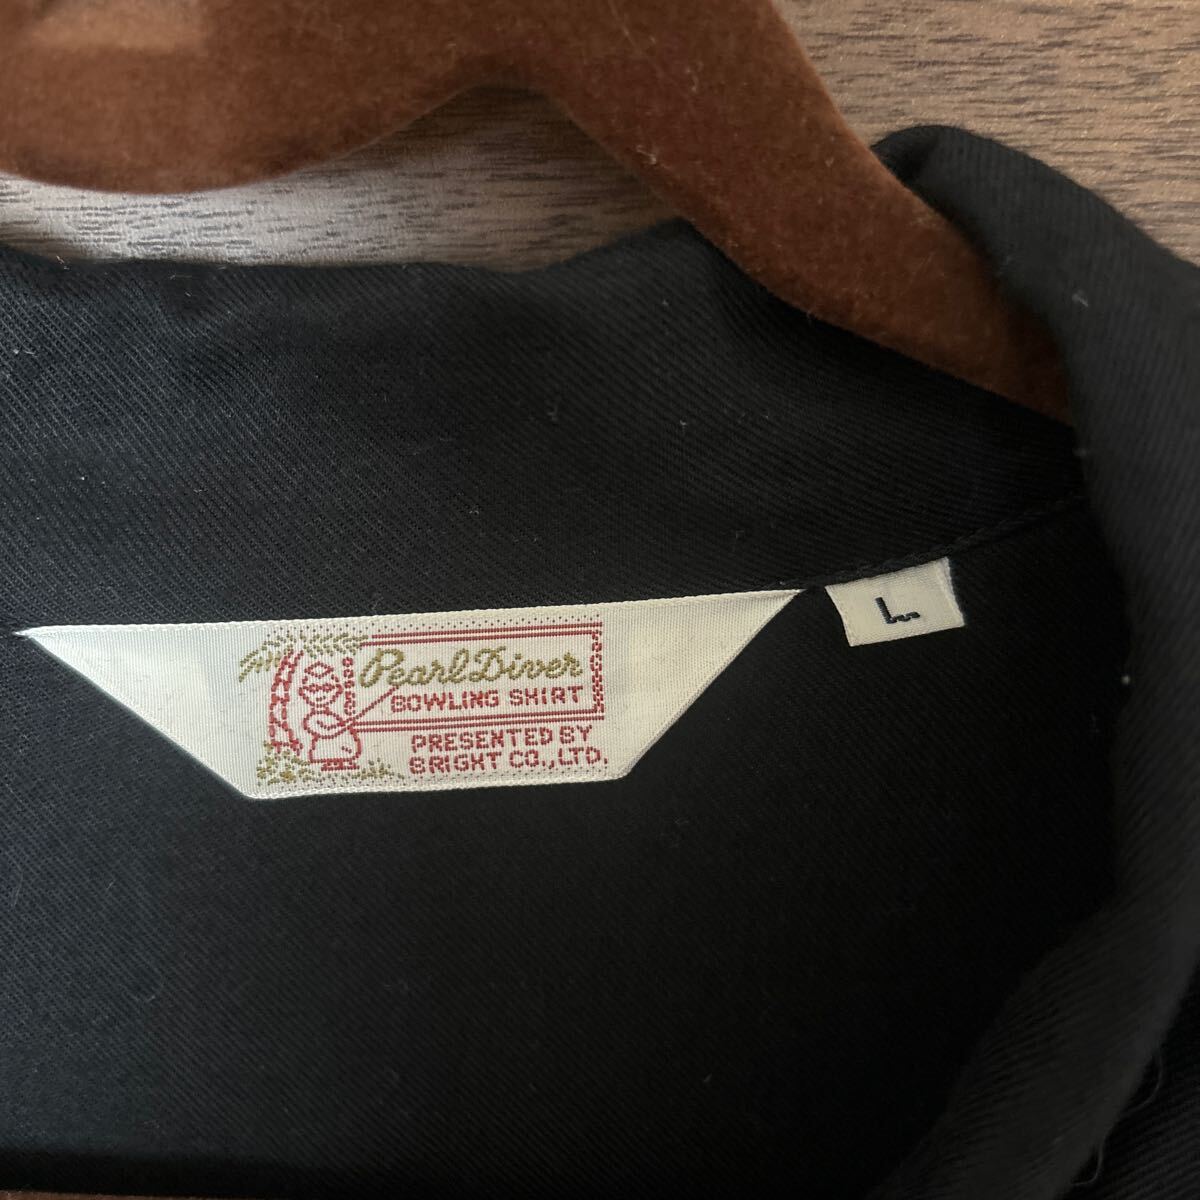 Pearl Diver
BOWLING SHIRT
PRESENTED BY
BRIGHT CO.,LTD.
L